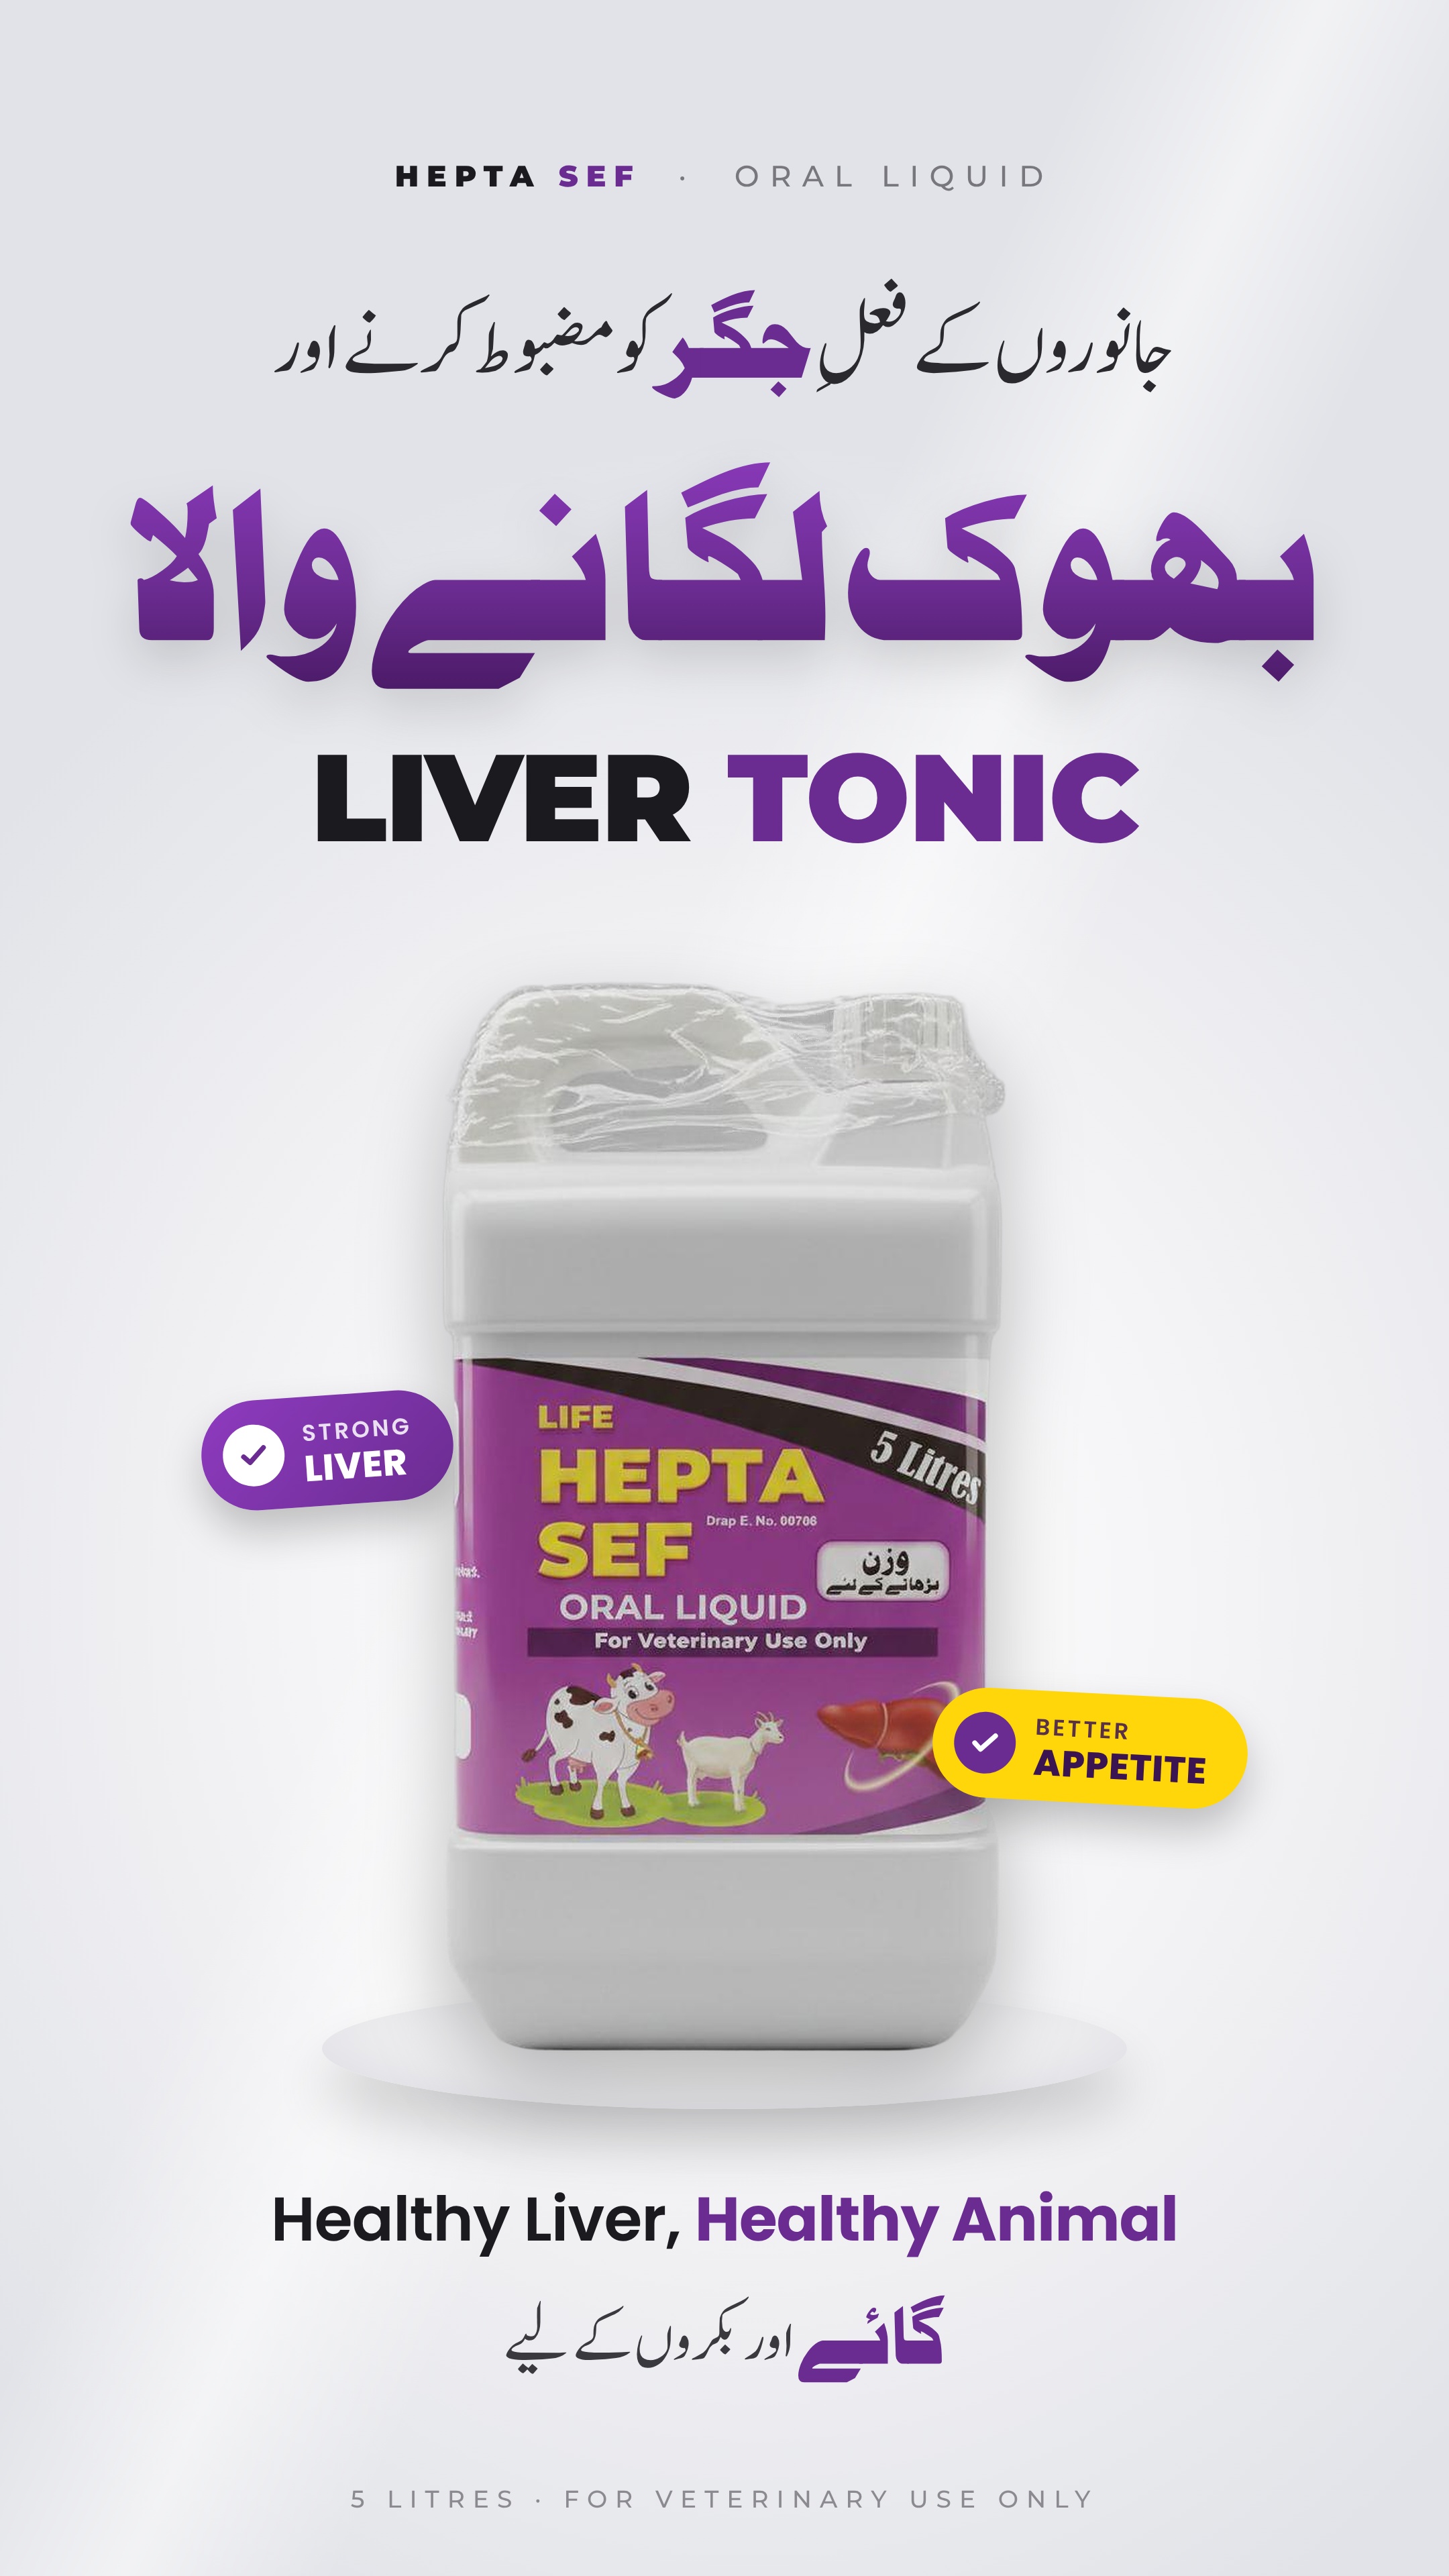 HEPTA SEF · ORAL LIQUID
جانوروں کے فعلِ جگر کو مضبوط کرنے اور
بھوک لگانے والا
LIVER TONIC
LIFE
HEPTA
SEF
Drap E. No. 00706
5 Litres
وزن
بڑھانے کے لئے
ORAL LIQUID
For Veterinary Use Only
STRONG
LIVER
BETTER
APPETITE
Healthy Liver, Healthy Animal
گائے اور بکروں کے لیے
5 LITRES · FOR VETERINARY USE ONLY